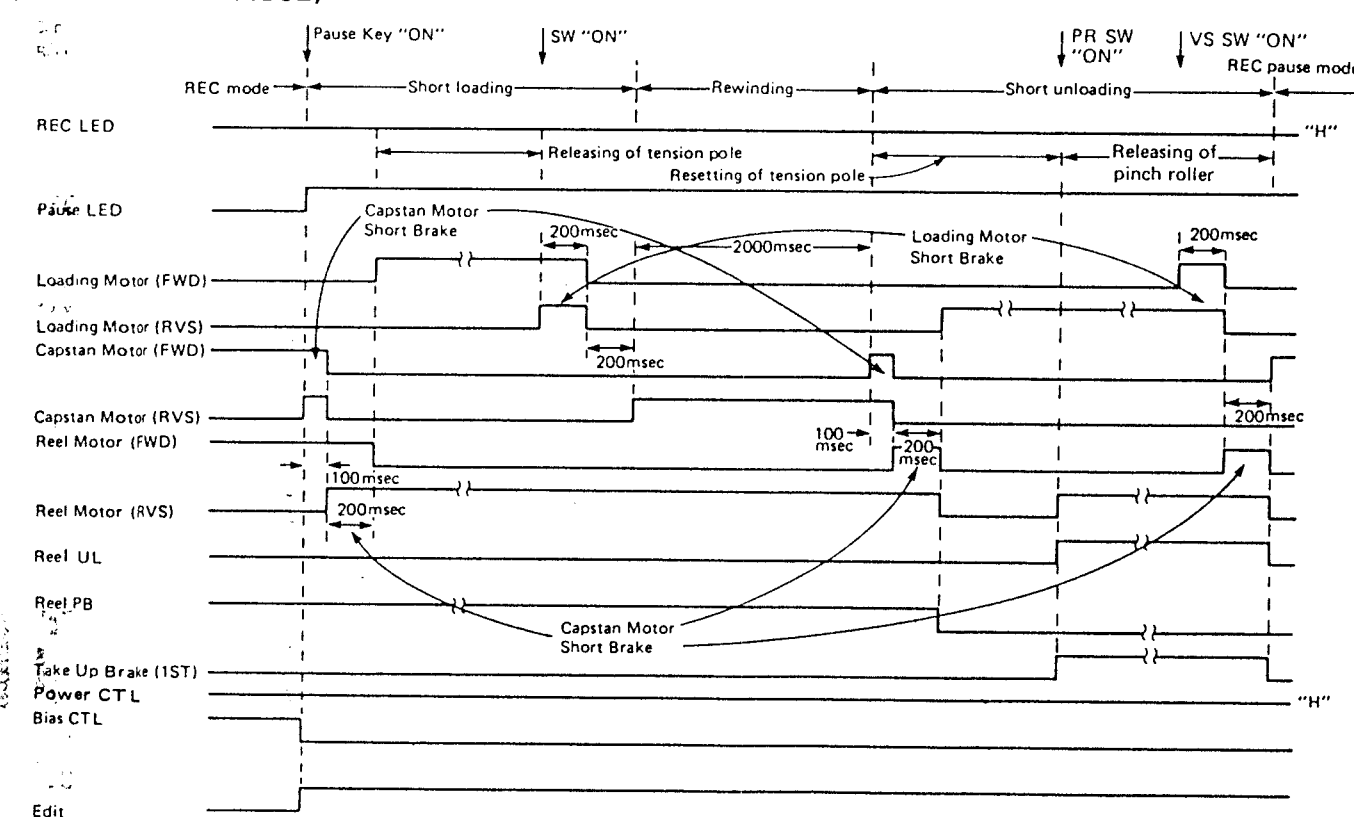 Pause Key "ON"
SW "ON"
PR SW
"ON"
VS SW "ON"
REC pause mode
REC mode
Short loading
Rewinding
Short unloading
REC LED
"H"
Releasing of tension pole
Releasing of
pinch roller
Resetting of tension pole
Pause LED
Capstan Motor
Short Brake
200msec
2000msec
Loading Motor
Short Brake
200msec
Loading Motor (FWD)
Loading Motor (RVS)
Capstan Motor (FWD)
200msec
Capstan Motor (RVS)
200msec
Reel Motor (FWD)
100
msec
200
msec
100msec
Reel Motor (RVS)
200msec
Reel UL
Reel PB
Capstan Motor
Short Brake
Take Up Brake (1ST)
Power CTL
"H"
Bias CTL
Edit